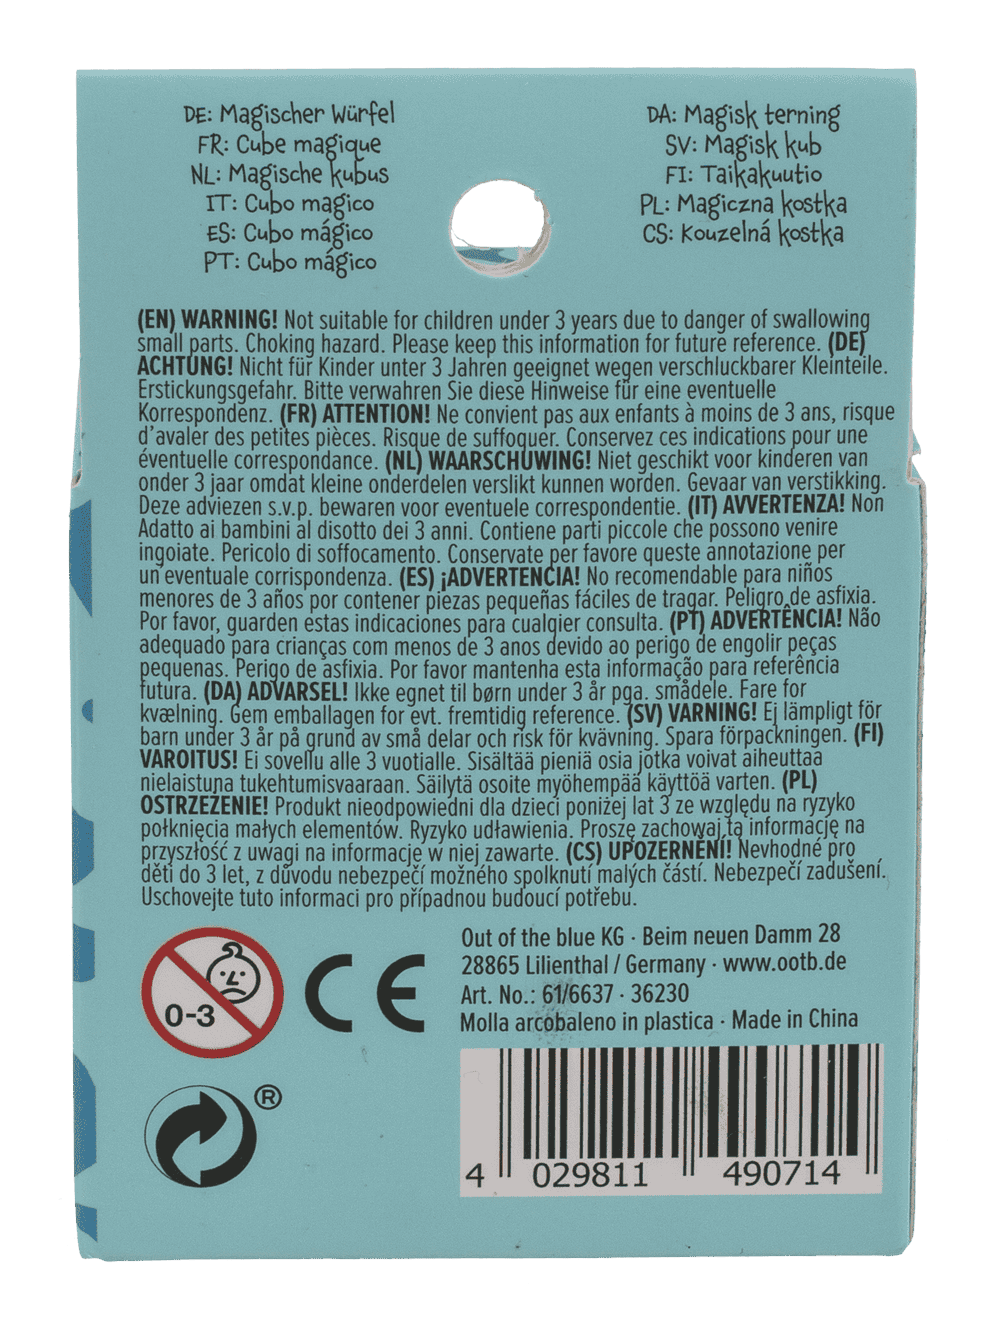 DE: Magischer Würfel
FR: Cube magique
NL: Magische kubus
IT: Cubo magico
ES: Cubo mágico
PT: Cubo mágico
DA: Magisk terning
SV: Magisk kub
FI: Taikakuutio
PL: Magiczna kostka
CS: Kouzelná kostka
(EN) WARNING! Not suitable for children under 3 years due to danger of swallowing
small parts. Choking hazard. Please keep this information for future reference. (DE)
ACHTUNG! Nicht für Kinder unter 3 Jahren geeignet wegen verschluckbarer Kleinteile.
Erstickungsgefahr. Bitte verwahren Sie diese Hinweise für eine eventuelle
Korrespondenz. (FR) ATTENTION! Ne convient pas aux enfants à moins de 3 ans, risque
d'avaler des petites pièces. Risque de suffoquer. Conservez ces indications pour une
éventuelle correspondance. (NL) WAARSCHUWING! Niet geschikt voor kinderen van
onder 3 jaar omdat kleine onderdelen verslikt kunnen worden. Gevaar van verstikking.
Deze adviezen s.v.p. bewaren voor eventuele correspondentie. (IT) AVVERTENZA! Non
Adatto ai bambini al disotto dei 3 anni. Contiene parti piccole che possono venire
ingoiate. Pericolo di soffocamento. Conservate per favore queste annotazione per
un'eventuale corrispondenza. (ES) ¡ADVERTENCIA! No recomendable para niños
menores de 3 años por contener piezas pequeñas fáciles de tragar. Peligro de asfixia.
Por favor, guarden estas indicaciones para cualgier consulta. (PT) ADVERTÊNCIA! Não
adequado para crianças com menos de 3 anos devido ao perigo de engolir peças
pequenas. Perigo de asfixia. Por favor mantenha esta informação para referência
futura. (DA) ADVARSEL! Ikke egnet til børn under 3 år pga. smådele. Fare for
kvælning. Gem emballagen for evt. fremtidig reference. (SV) VARNING! Ej lämpligt för
barn under 3 år på grund av små delar och risk för kvävning. Spara förpackningen. (FI)
VAROITUS! Ei sovellu alle 3 vuotialle. Sisältää pieniä osia jotka voivat aiheuttaa
nielaistuna tukehtumisvaaraan. Säilytä osoite myöhempää käyttöä varten. (PL)
OSTRZEŻENIE! Produkt nieodpowiedni dla dzieci poniżej lat 3 ze względu na ryzyko
połknięcia małych elementów. Ryzyko udławienia. Proszę zachowaj tą informację na
przyszłość z uwagi na informacje w niej zawarte. (CS) UPOZERNĚNÍ! Nevhodné pro
děti do 3 let, z důvodu nebezpečí možného spolknutí malých částí. Nebezpečí zadušení.
Uschovejte tuto informaci pro případnou budoucí potřebu.
0-3
CE
Out of the blue KG · Beim neuen Damm 28
28865 Lilienthal / Germany · www.ootb.de
Art. No.: 61/6637 · 36230
Molla arcobaleno in plastica · Made in China
®
4 029811 490714